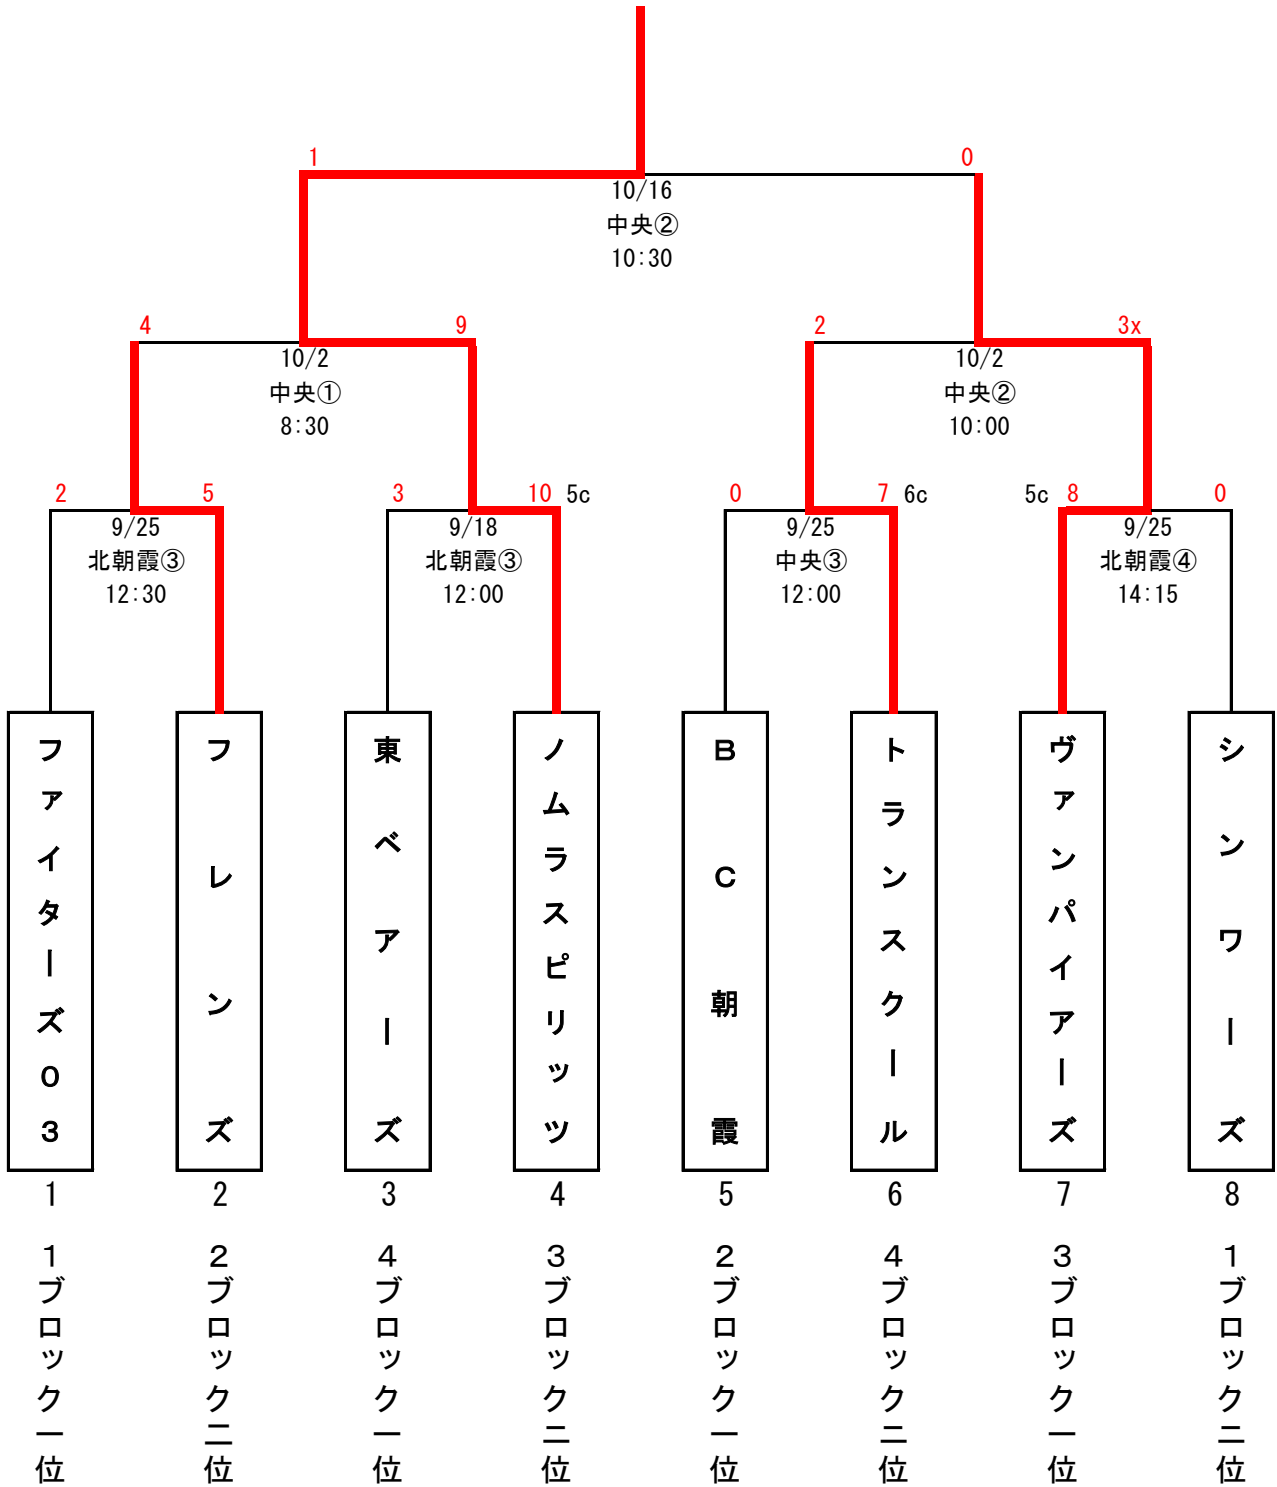 1
0
10/16
中央②
10:30
4
9
2
3x
10/2
中央①
8:30
10/2
中央②
10:00
2
5
3
10 5c
0
7 6c
5c 8
0
9/25
北朝霞③
12:30
9/18
北朝霞③
12:00
9/25
中央③
12:00
9/25
北朝霞④
14:15
ファイターズ03
フレンズ
東ベアーズ
ノムラスピリッツ
BC朝霞
トランスクール
ヴァンパイアーズ
シンワーズ
1
2
3
4
5
6
7
8
1ブロック一位
2ブロック二位
4ブロック一位
3ブロック二位
2ブロック一位
4ブロック二位
3ブロック一位
1ブロック二位